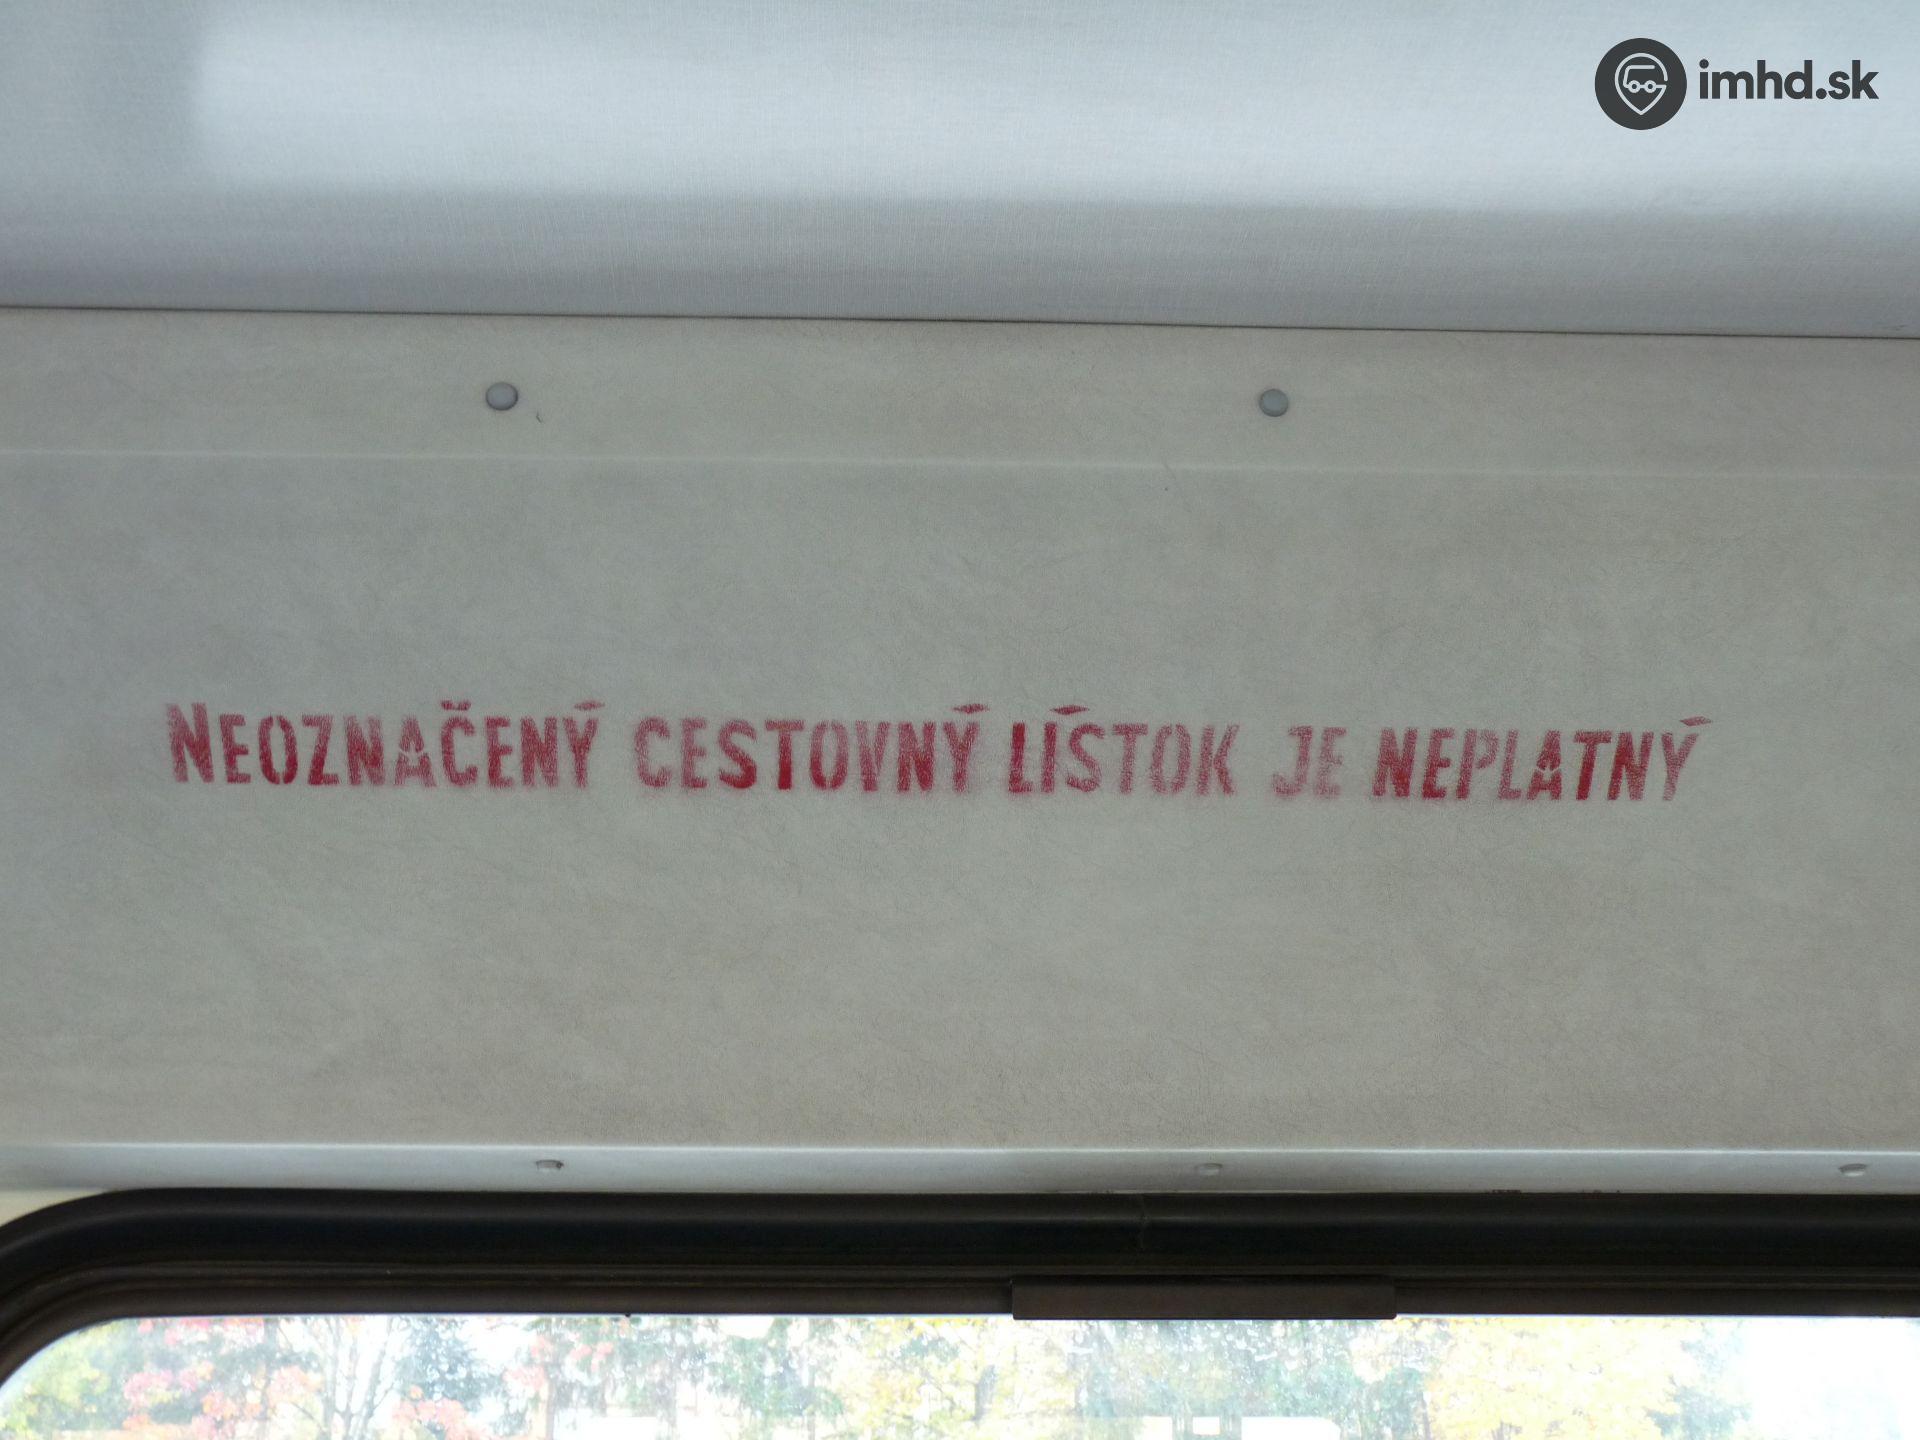 imhd.sk
NEOZNAČENÝ CESTOVNÝ LÍSTOK JE NEPLATNÝ